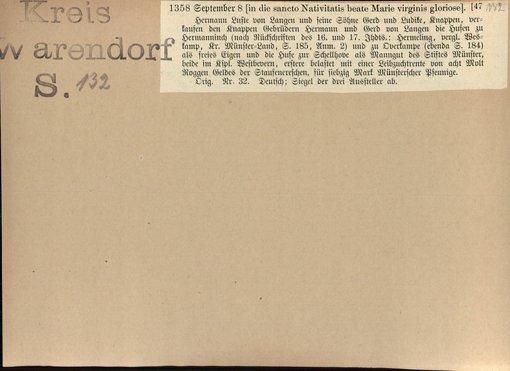 Kreis
Warendorf
S. 132
1358 September 8 [in die sancto Nativitatis beate Marie virginis gloriose]. [47
132
Hermann Luste von Langen und seine Söhne Gerd und Ludike, Knappen, ver-
kaufen den Knappen Gebrüdern Hermann und Gerd von Langen die Hufen zu
Hermanninch (nach Rückschriften des 16. und 17. Jhdts.: Hermeling, vergl. Wes-
kamp, Kr. Münster-Land, S. 185, Anm. 2) und zu Overkampe (ebenda S. 184)
als freies Eigen und die Hufe zur Schellhove als Manngut des Stiftes Münster,
beide im Kspl. Westbevern, erstere belastet mit einer Leibzuchtrente von acht Molt
Roggen Geldes der Stausenereschen, für siebzig Mark Münsterscher Pfennige.
Orig. Nr. 32. Deutsch; Siegel der drei Aussteller ab.